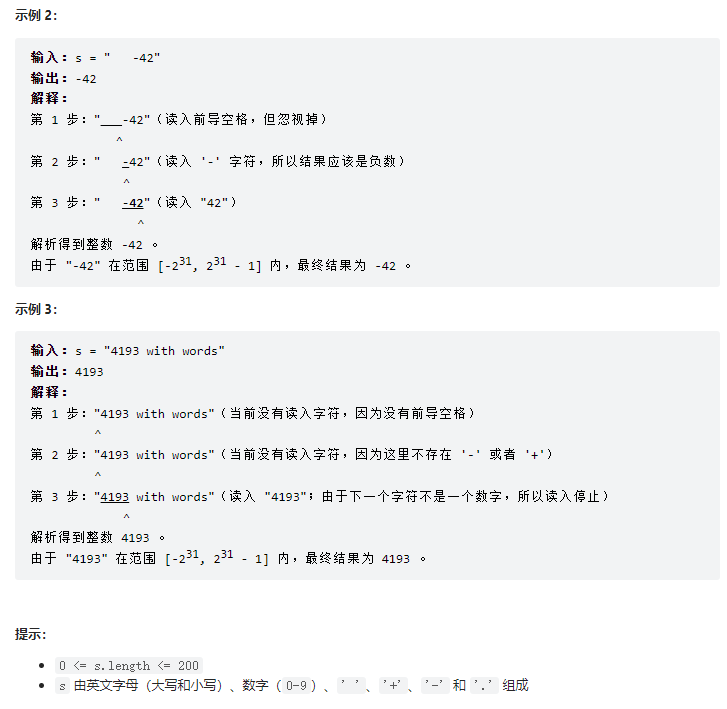 示例 2：
输入：s = "   -42"
输出：-42
解释：
第 1 步："___-42"（读入前导空格，但忽视掉）
^
第 2 步："   -42"（读入 '-' 字符，所以结果应该是负数）
^
第 3 步："   -42"（读入 "42"）
^
解析得到整数 -42 。
由于 "-42" 在范围 [-2^31, 2^31 - 1] 内，最终结果为 -42 。
示例 3：
输入：s = "4193 with words"
输出：4193
解释：
第 1 步："4193 with words"（当前没有读入字符，因为没有前导空格）
^
第 2 步："4193 with words"（当前没有读入字符，因为这里不存在 '-' 或者 '+'）
^
第 3 步："4193 with words"（读入 "4193"；由于下一个字符不是一个数字，所以读入停止）
^
解析得到整数 4193 。
由于 "4193" 在范围 [-2^31, 2^31 - 1] 内，最终结果为 4193 。
提示：
• 0 <= s.length <= 200
• s 由英文字母（大写和小写）、数字（0-9）、' '、'+'、'-' 和 '.' 组成